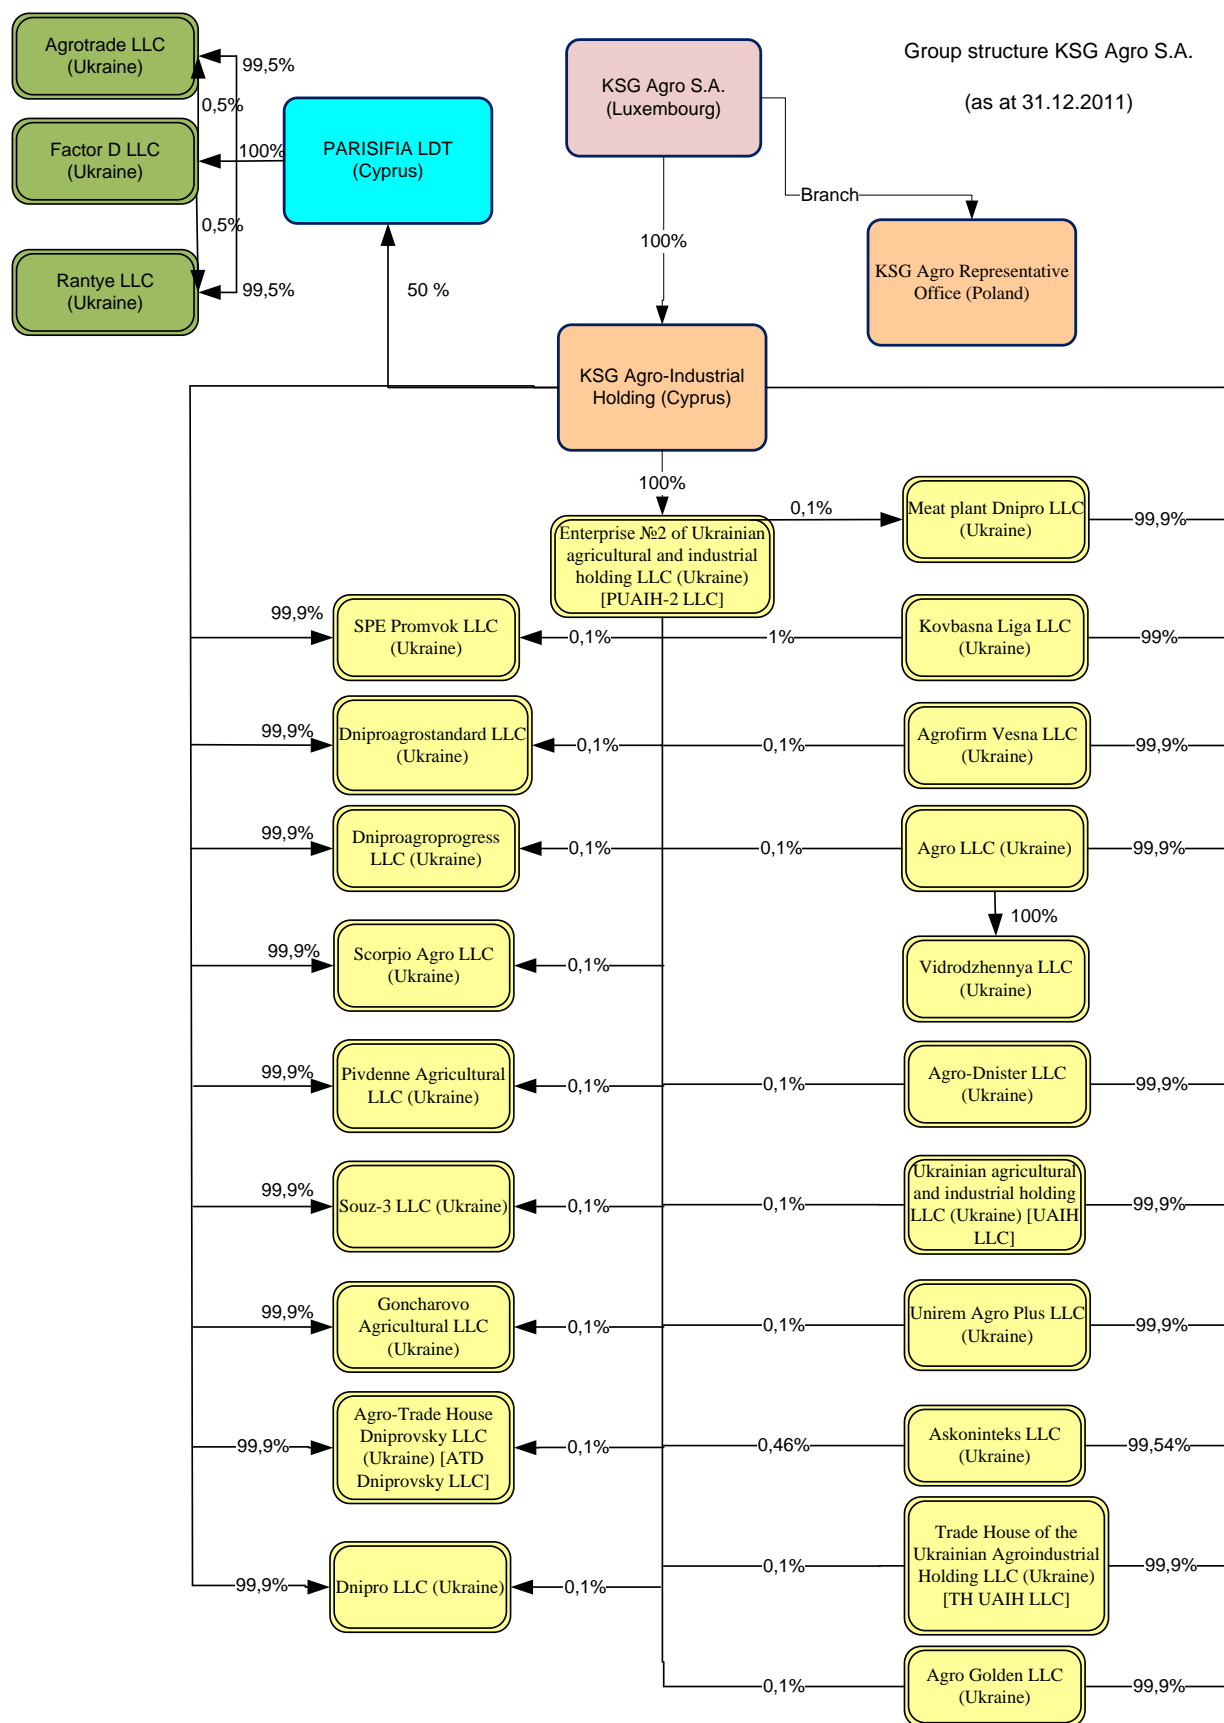 Group structure KSG Agro S.A.
(as at 31.12.2011)
Agrotrade LLC
(Ukraine)
99,5%
0,5%
Factor D LLC
(Ukraine)
100%
0,5%
Rantye LLC
(Ukraine)
99,5%
PARISIFIA LDT
(Cyprus)
50 %
KSG Agro S.A.
(Luxembourg)
Branch
100%
KSG Agro Representative
Office (Poland)
KSG Agro-Industrial
Holding (Cyprus)
100%
Enterprise №2 of Ukrainian
agricultural and industrial
holding LLC (Ukraine)
[PUAIH-2 LLC]
0,1%
Meat plant Dnipro LLC
(Ukraine)
99,9%
99,9%
SPE Promvok LLC
(Ukraine)
0,1%
1%
Kovbasna Liga LLC
(Ukraine)
99%
99,9%
Dniproagrostandard LLC
(Ukraine)
0,1%
0,1%
Agrofirm Vesna LLC
(Ukraine)
99,9%
99,9%
Dniproagroprogress
LLC (Ukraine)
0,1%
0,1%
Agro LLC (Ukraine)
99,9%
100%
99,9%
Scorpio Agro LLC
(Ukraine)
0,1%
Vidrodzhennya LLC
(Ukraine)
99,9%
Pivdenne Agricultural
LLC (Ukraine)
0,1%
0,1%
Agro-Dnister LLC
(Ukraine)
99,9%
99,9%
Souz-3 LLC (Ukraine)
0,1%
0,1%
Ukrainian agricultural
and industrial holding
LLC (Ukraine) [UAIH
LLC]
99,9%
99,9%
Goncharovo
Agricultural LLC
(Ukraine)
0,1%
0,1%
Unirem Agro Plus LLC
(Ukraine)
99,9%
99,9%
Agro-Trade House
Dniprovsky LLC
(Ukraine) [ATD
Dniprovsky LLC]
0,1%
0,46%
Askoninteks LLC
(Ukraine)
99,54%
99,9%
Dnipro LLC (Ukraine)
0,1%
0,1%
Trade House of the
Ukrainian Agroindustrial
Holding LLC (Ukraine)
[TH UAIH LLC]
99,9%
0,1%
Agro Golden LLC
(Ukraine)
99,9%